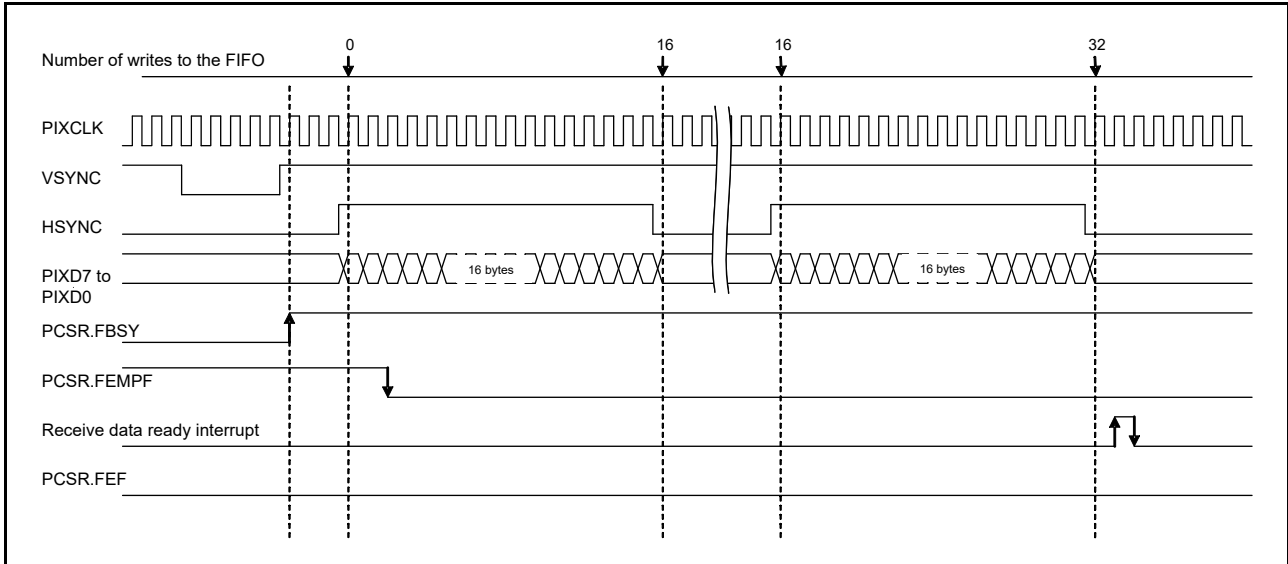 0 16 16 32
Number of writes to the FIFO
PIXCLK
VSYNC
HSYNC
PIXD7 to
PIXD0
16 bytes 16 bytes
PCSR.FBSY
PCSR.FEMPF
Receive data ready interrupt
PCSR.FEF